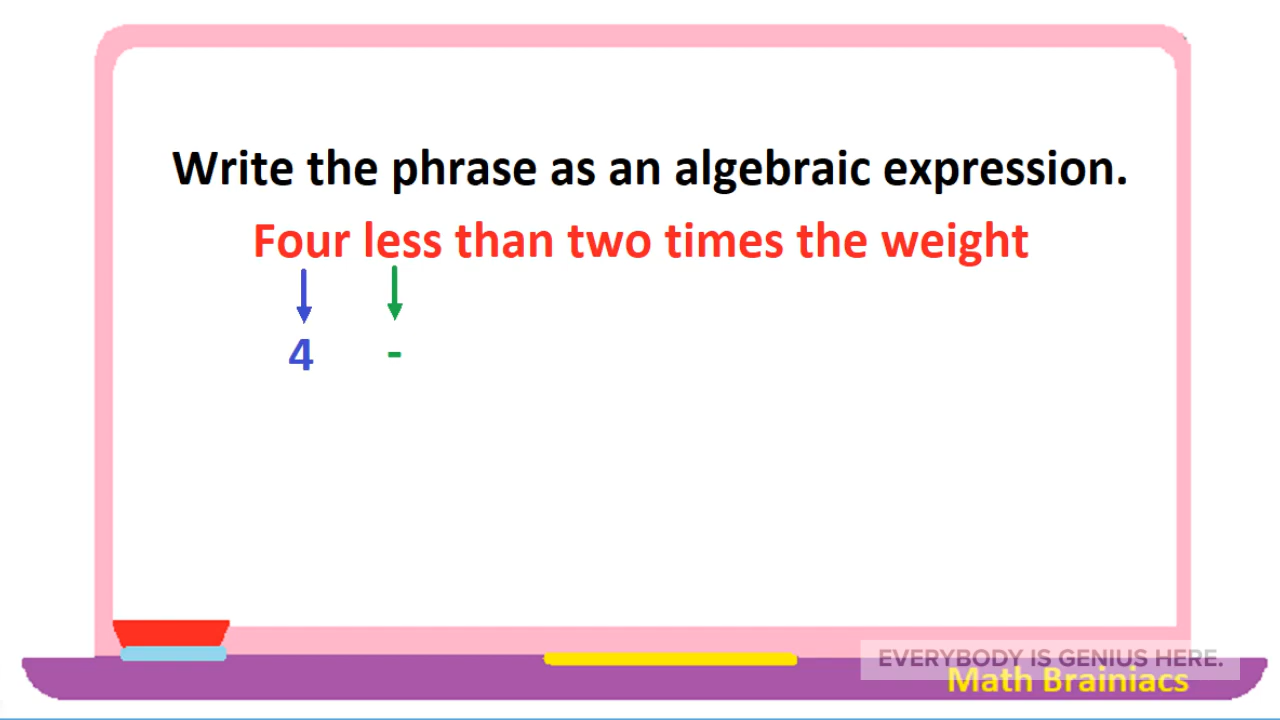 Write the phrase as an algebraic expression.
Four less than two times the weight
4 -
EVERYBODY IS GENIUS HERE.
Math Brainiacs